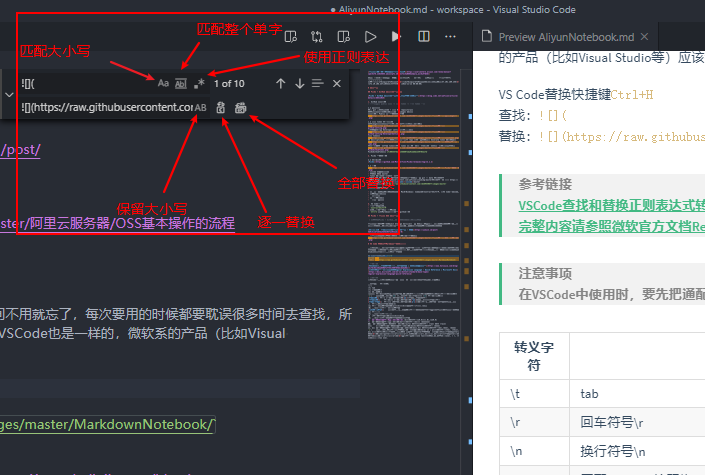 ● AliyunNotebook.md - workspace - Visual Studio Code
匹配整个单字
匹配大小写
使用正则表达
![](
Aa
Ab
.*
1 of 10
![](https://raw.githubusercontent.cor
AB
全部替换
保留大小写
逐一替换
/post/
ster/阿里云服务器/OSS基本操作的流程
间不用就忘了，每次要用的时候都要耽误很多时间去查找，所
VSCode也是一样的，微软系的产品（比如Visual
ges/master/MarkdownNotebook/
Preview AliyunNotebook.md
的产品（比如Visual Studio等）应该
VS Code替换快捷键Ctrl+H
查找：![](
替换：![](https://raw.githubus
参考链接
VSCode查找和替换正则表达式转
完整内容请参照微软官方文档Re
注意事项
在VSCode中使用时，要先把通配
转义字符
\t tab
\r 回车符号\r
\n 换行符号\n